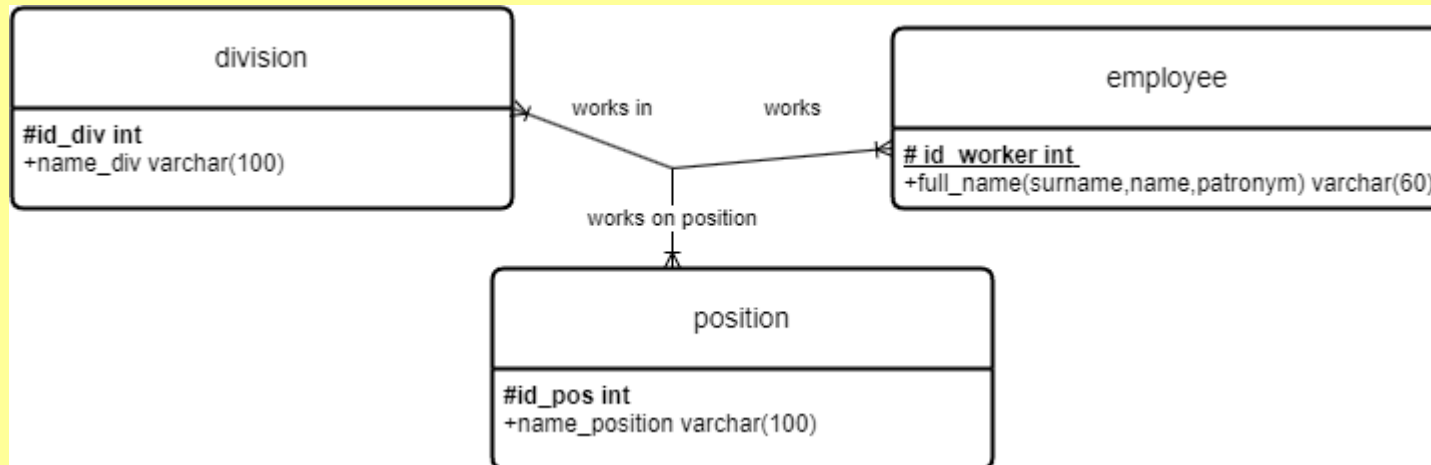 division
#id_div int
+name_div varchar(100)
works in
works
employee
# id_worker int
+full_name(surname,name,patronym) varchar(60)
works on position
position
#id_pos int
+name_position varchar(100)